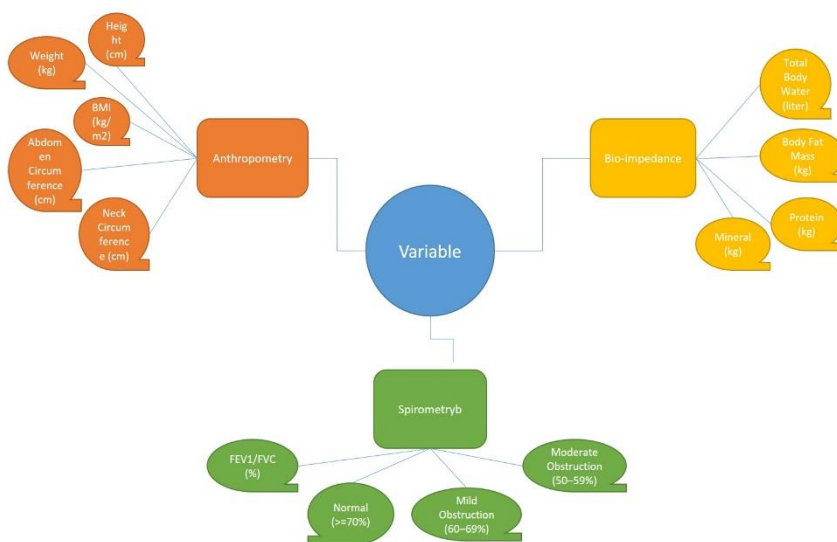 Heig
ht
(cm)
Weight
(kg)
BMI
(kg/
m2)
Abdom
en
Circum
ference
(cm)
Neck
Circum
ferenc
e (cm)
Anthropometry
Variable
Bio-impedance
Total
Body
Water
(liter)
Body Fat
Mass
(kg)
Protein
(kg)
Mineral
(kg)
Spirometryb
FEV1/FVC
(%)
Normal
(>=70%)
Mild
Obstruction
(60–69%)
Moderate
Obstruction
(50–59%)